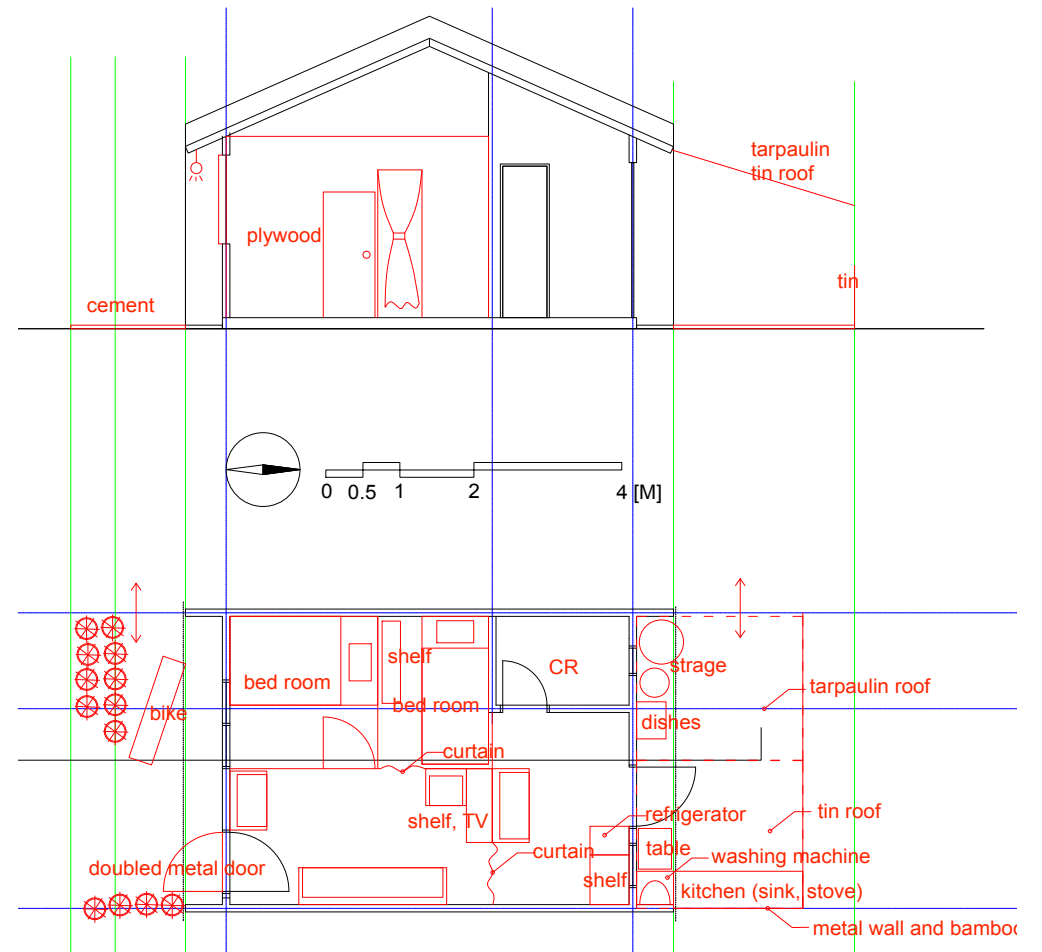 tarpaulin
tin roof
plywood
tin
cement
0 0.5 1 2 4 [M]
shelf
CR
strage
bed room
tarpaulin roof
bed room
bike
dishes
curtain
refrigerator
tin roof
shelf, TV
curtain
table
washing machine
doubled metal door
shelf
kitchen (sink, stove)
metal wall and bamboo